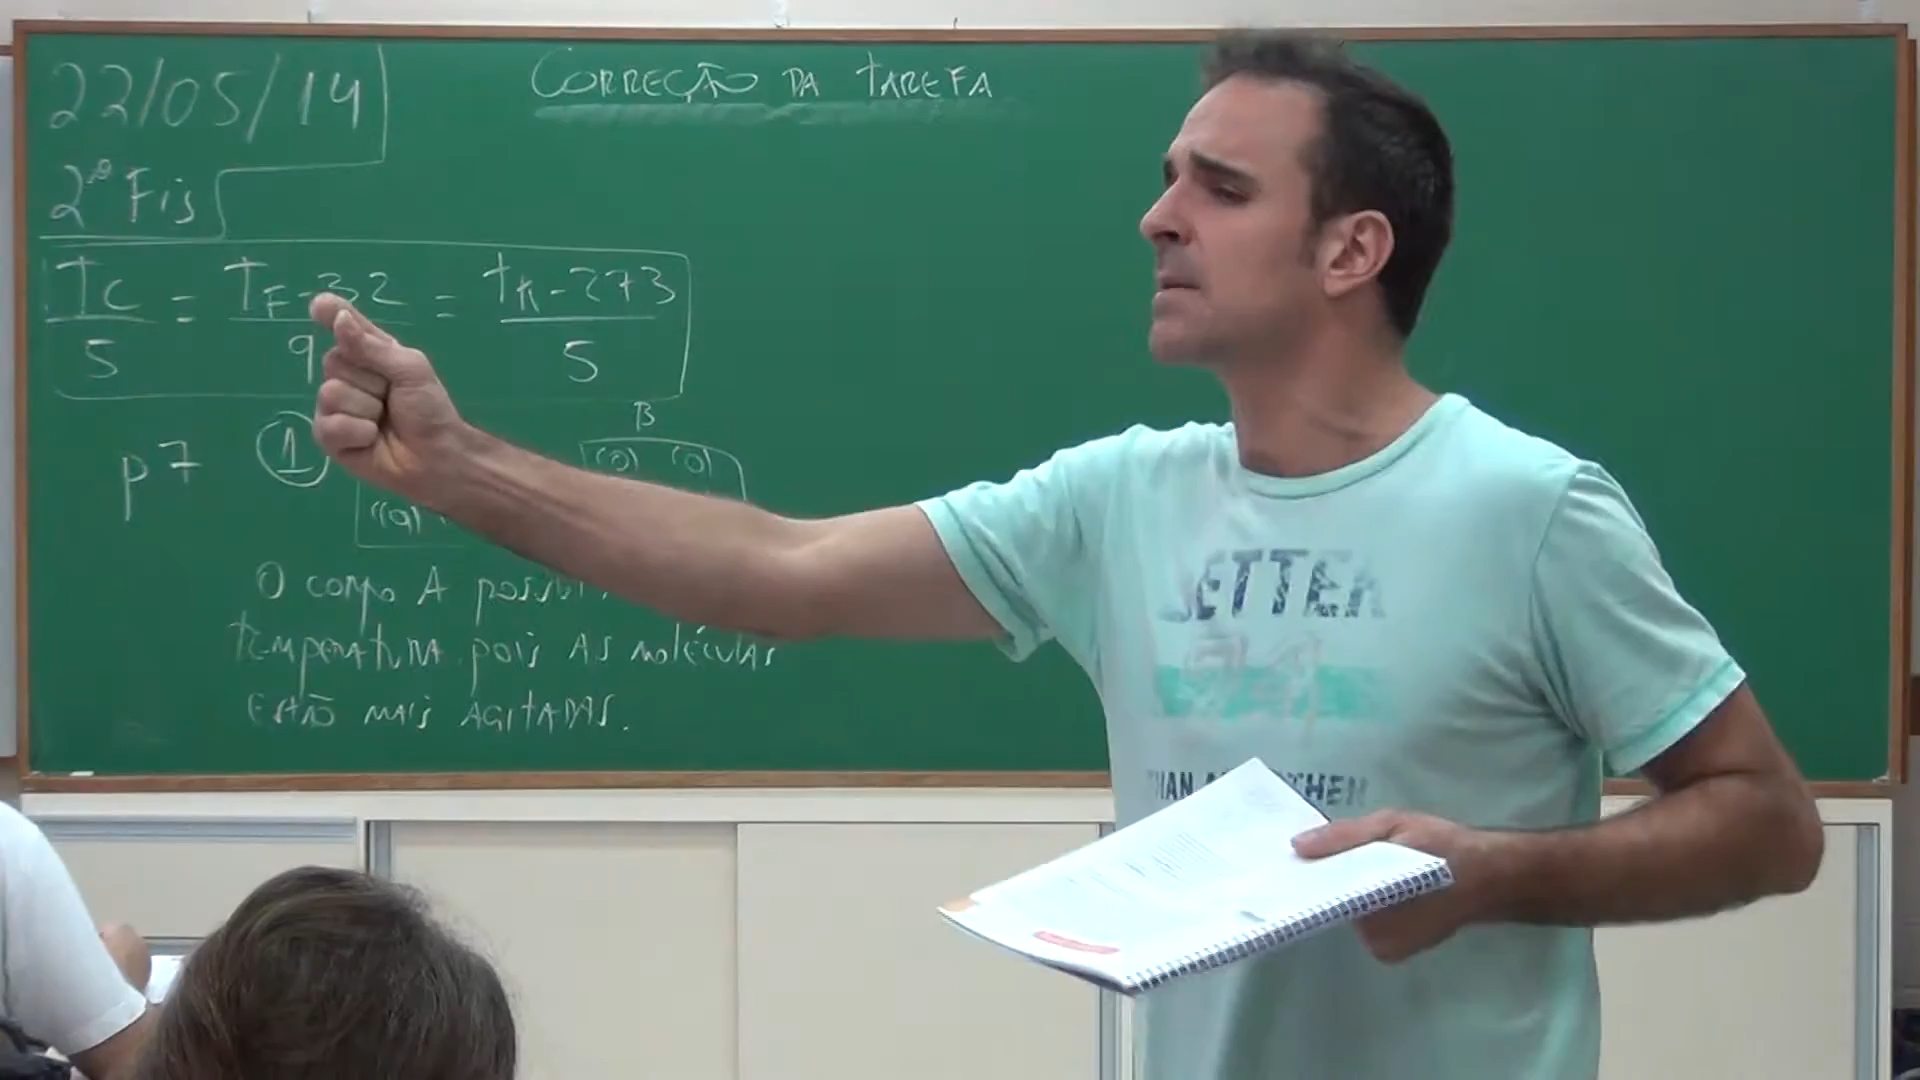 22/05/14
CORREÇÃO DA TAREFA
2º Fis
TC/5 = TF-32/9 = TK-273/5
p7
1
B
O corpo A
TEMPERATURA POIS AS MOLÉCULAS
ESTÃO MAIS AGITADAS.
THAN